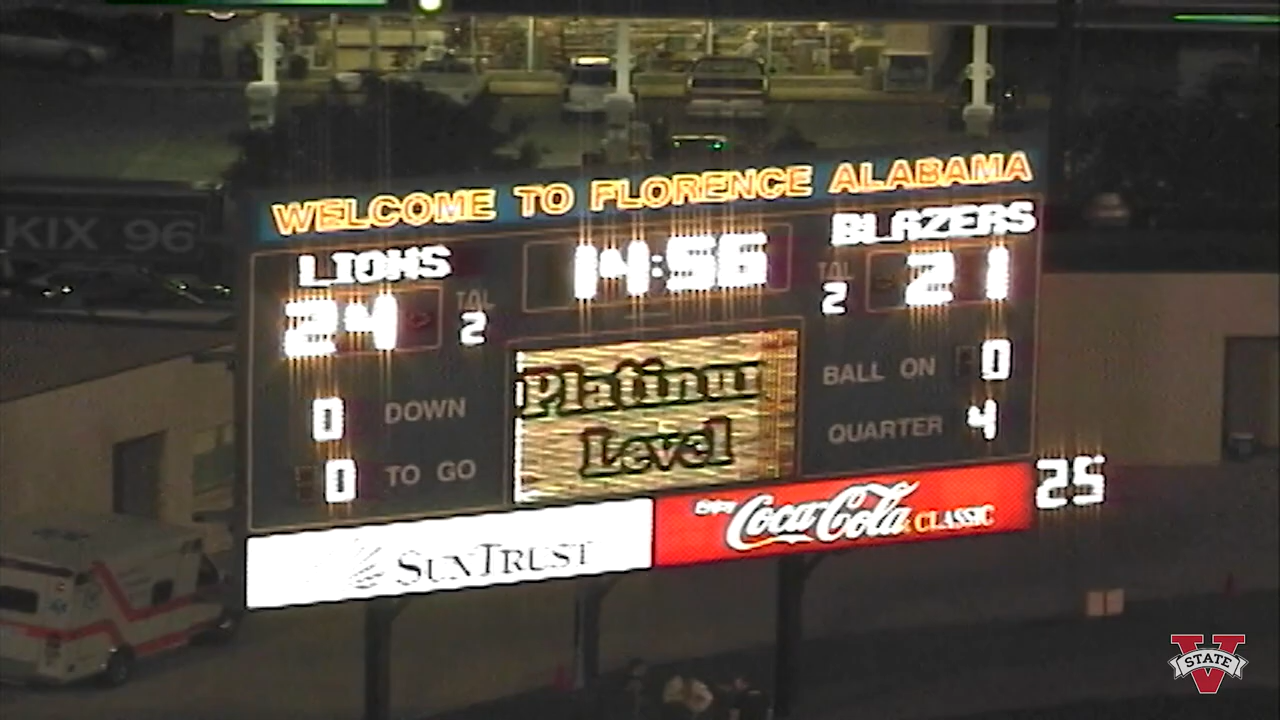 KIX 96
WELCOME TO FLORENCE ALABAMA
LIONS 14:56 BLAZERS
24 TOL 2 TOL 2 21
0 DOWN BALL ON 0
0 TO GO QUARTER 4
Platinum
Level
25
SUNTRUST
Enjoy Coca-Cola CLASSIC
V STATE